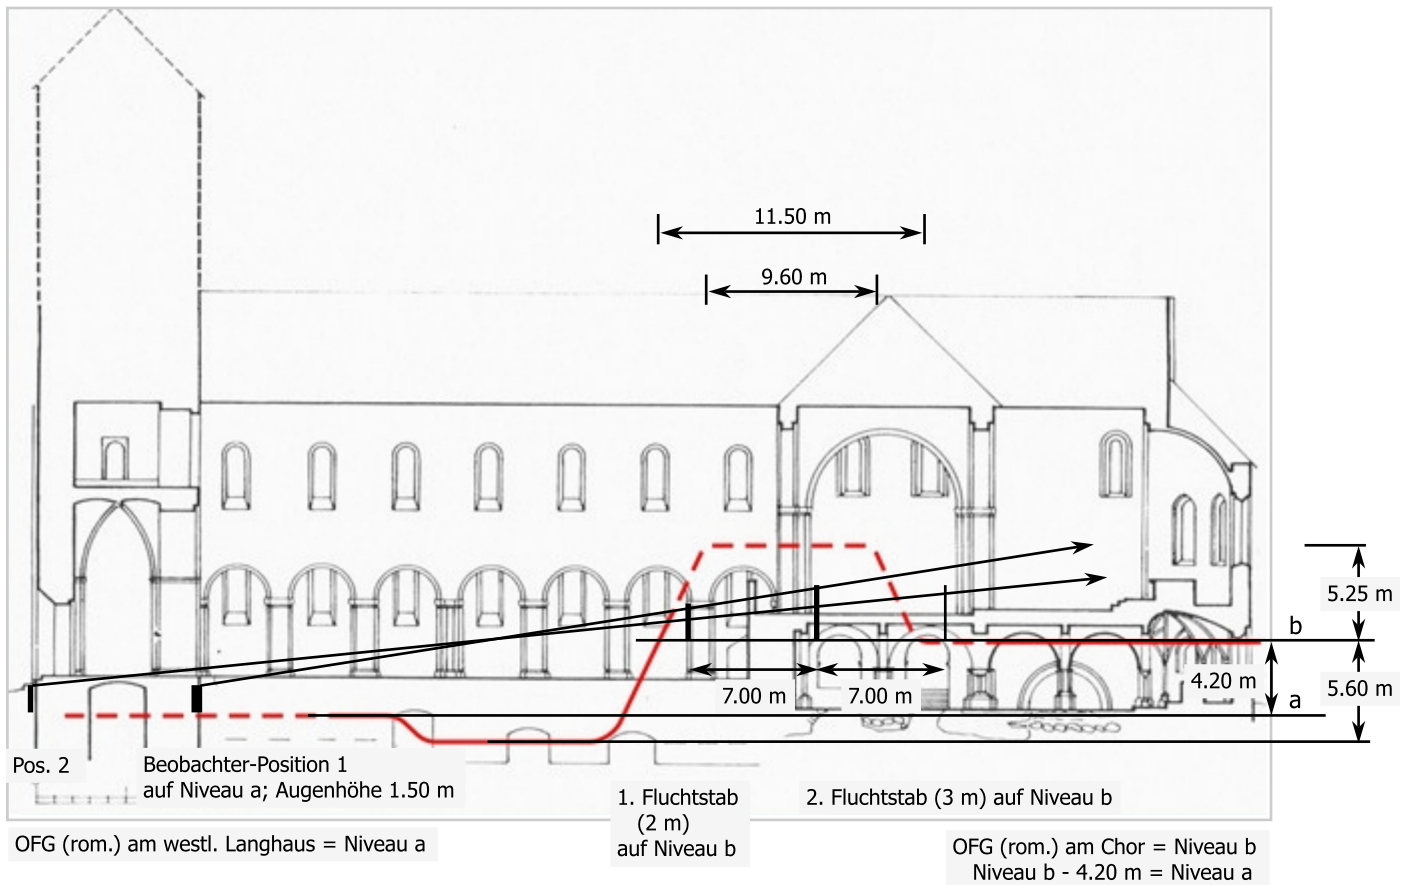 11.50 m
9.60 m
5.25 m
b
7.00 m
7.00 m
4.20 m
a
5.60 m
Pos. 2
Beobachter-Position 1
auf Niveau a; Augenhöhe 1.50 m
1. Fluchtstab
(2 m)
auf Niveau b
2. Fluchtstab (3 m) auf Niveau b
OFG (rom.) am westl. Langhaus = Niveau a
OFG (rom.) am Chor = Niveau b
Niveau b - 4.20 m = Niveau a